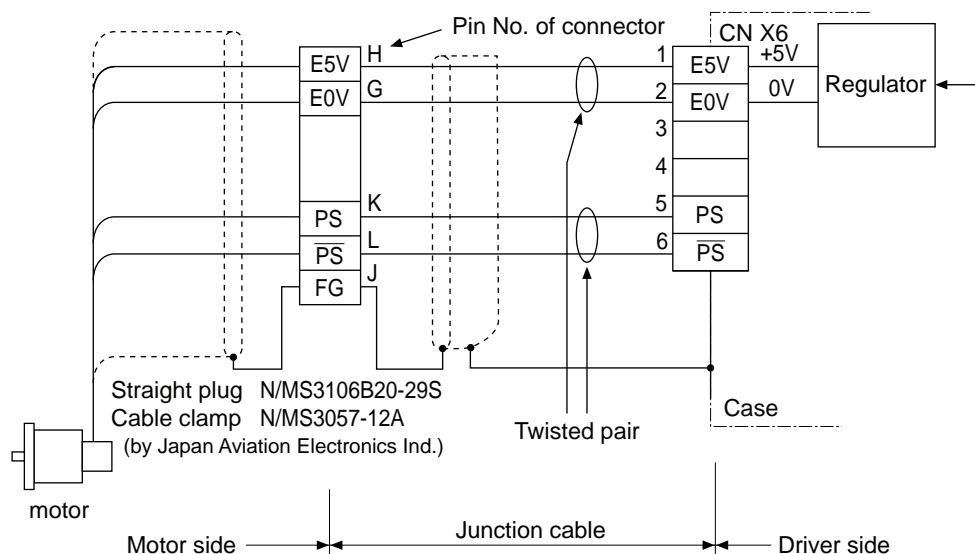 Pin No. of connector
CN X6
H
1
E5V
E5V
+5V
G
2
E0V
E0V
0V
Regulator
3
4
K
5
PS
PS
L
6
P̅S̅
P̅S̅
J
FG
Straight plug N/MS3106B20-29S
Cable clamp N/MS3057-12A
(by Japan Aviation Electronics Ind.)
Twisted pair
Case
motor
Motor side
Junction cable
Driver side